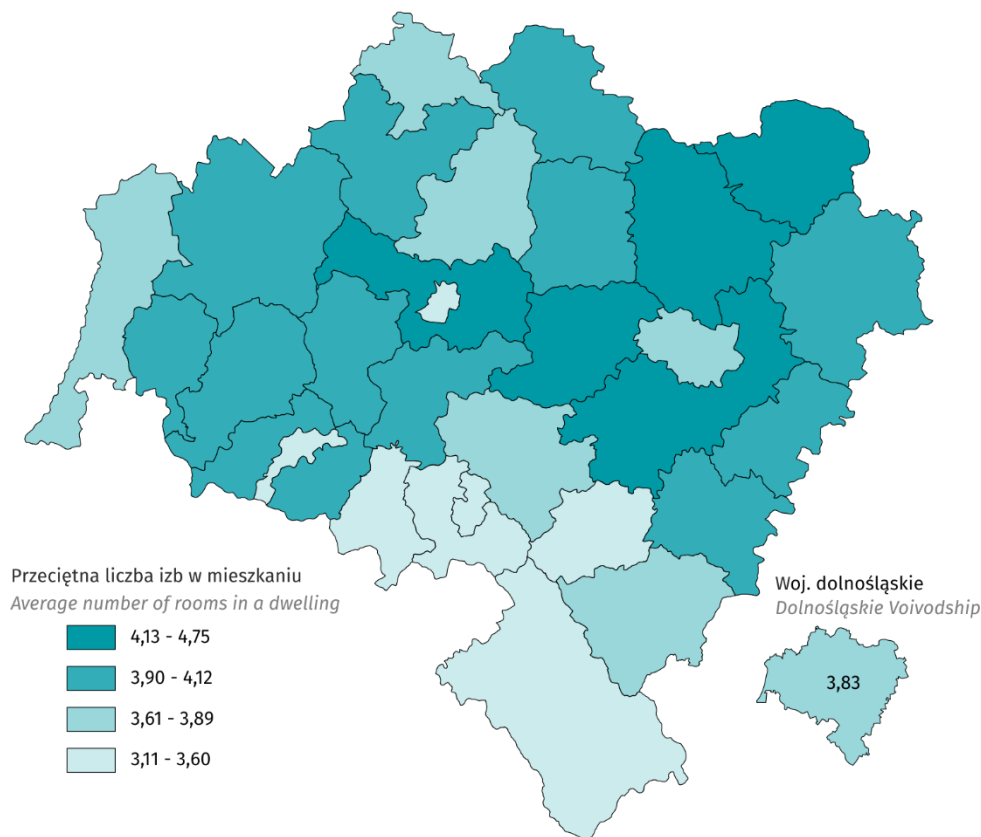 Przeciętna liczba izb w mieszkaniu
Average number of rooms in a dwelling
4,13 - 4,75
3,90 - 4,12
3,61 - 3,89
3,11 - 3,60
Woj. dolnośląskie
Dolnośląskie Voivodship
3,83